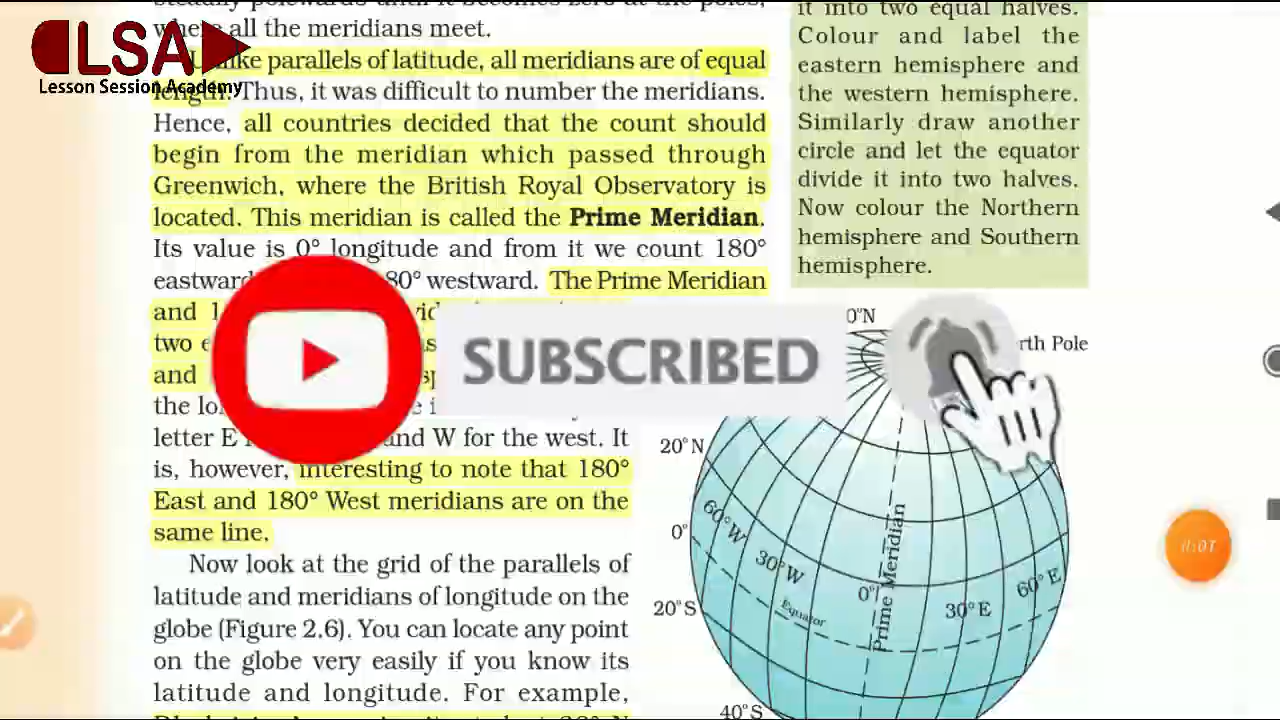 LSA
Lesson Session Academy
where all the meridians meet.
parallels of latitude, all meridians are of equal
length. Thus, it was difficult to number the meridians.
Hence, all countries decided that the count should
begin from the meridian which passed through
Greenwich, where the British Royal Observatory is
located. This meridian is called the Prime Meridian.
Its value is 0° longitude and from it we count 180°
80° westward. The Prime Meridian
and
two
and
the
letter E and W for the west. It
is, however, interesting to note that 180°
East and 180° West meridians are on the
same line.
Now look at the grid of the parallels of
latitude and meridians of longitude on the
globe (Figure 2.6). You can locate any point
on the globe very easily if you know its
latitude and longitude. For example,
it into two equal halves.
Colour and label the
eastern hemisphere and
the western hemisphere.
Similarly draw another
circle and let the equator
divide it into two halves.
Now colour the Northern
hemisphere and Southern
hemisphere.
SUBSCRIBED
0°N
rth Pole
20°N
0°
20°S
40°S
60°W
30°W
0°
30°E
60°E
Equator
Prime Meridian